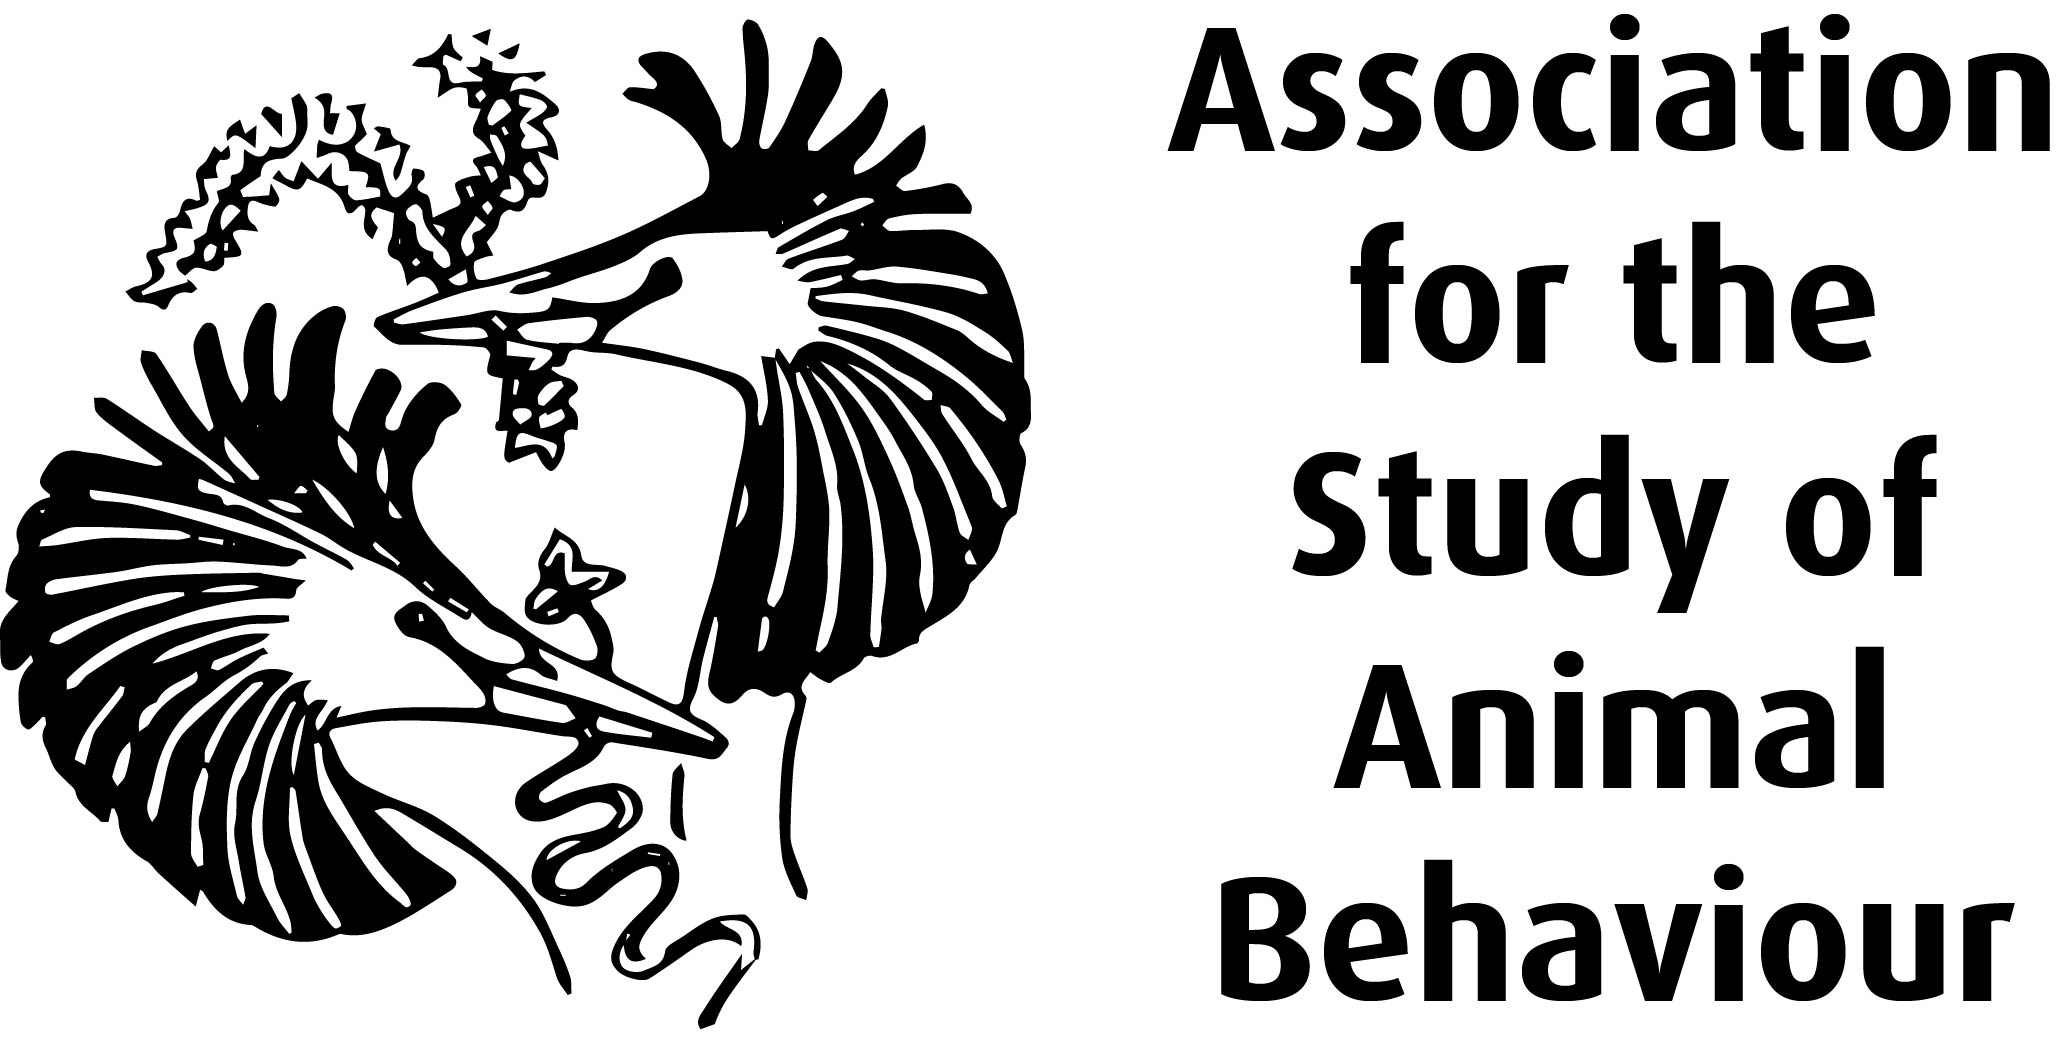 Association
for the
Study of
Animal
Behaviour